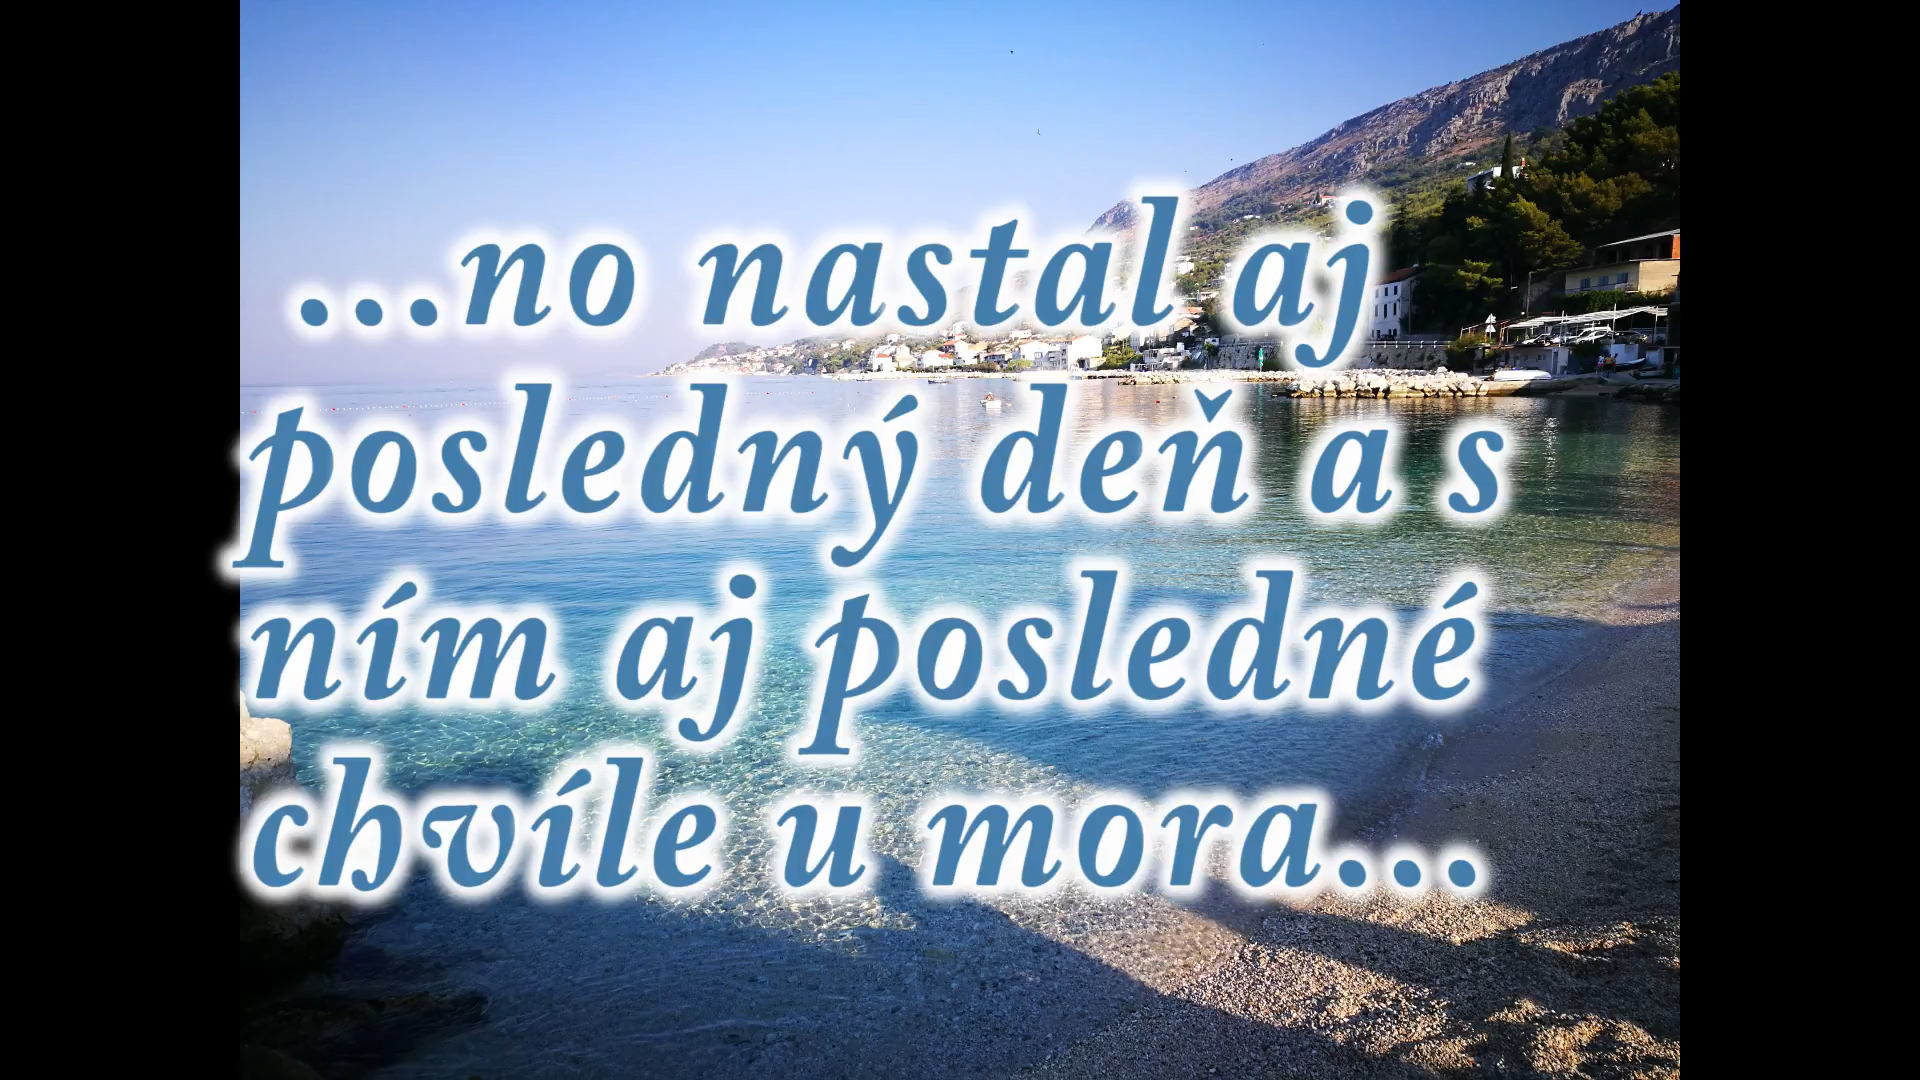 ...no nastal aj
posledný deň a s
ním aj posledné
chvíle u mora...